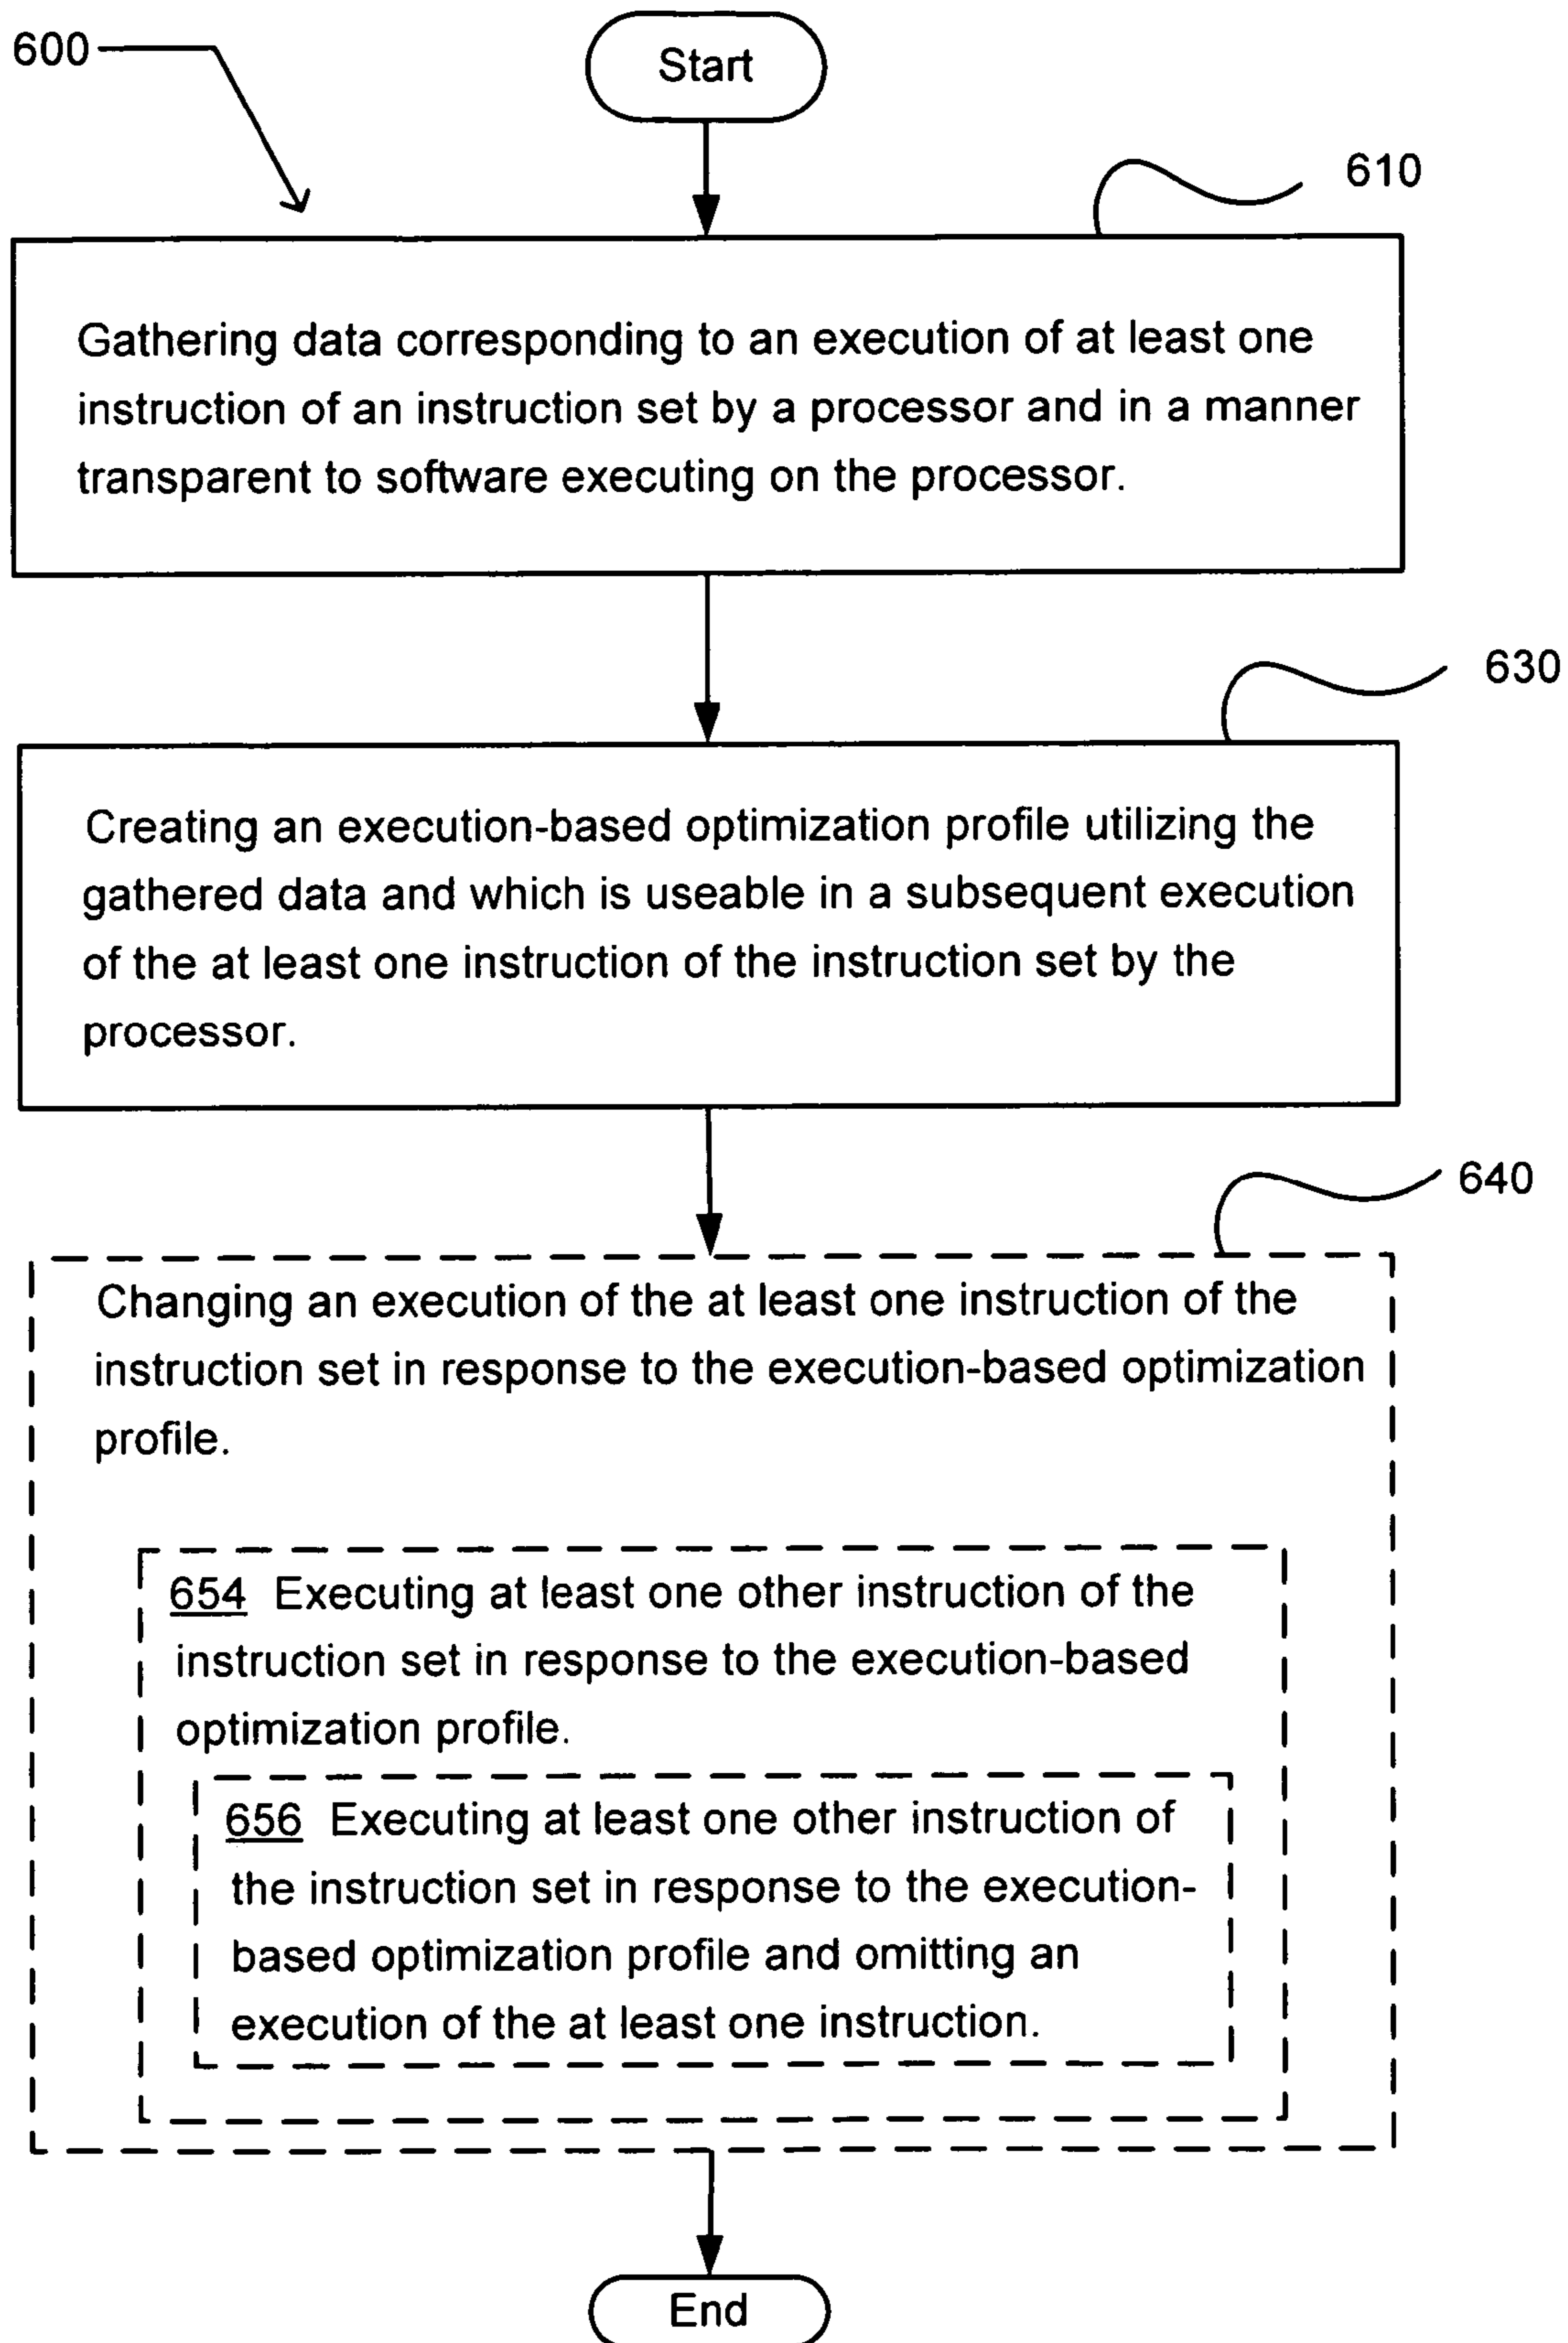 600
Start
610
Gathering data corresponding to an execution of at least one
instruction of an instruction set by a processor and in a manner
transparent to software executing on the processor.
630
Creating an execution-based optimization profile utilizing the
gathered data and which is useable in a subsequent execution
of the at least one instruction of the instruction set by the
processor.
640
Changing an execution of the at least one instruction of the
instruction set in response to the execution-based optimization
profile.
654 Executing at least one other instruction of the
instruction set in response to the execution-based
optimization profile.
656 Executing at least one other instruction of
the instruction set in response to the execution-
based optimization profile and omitting an
execution of the at least one instruction.
End